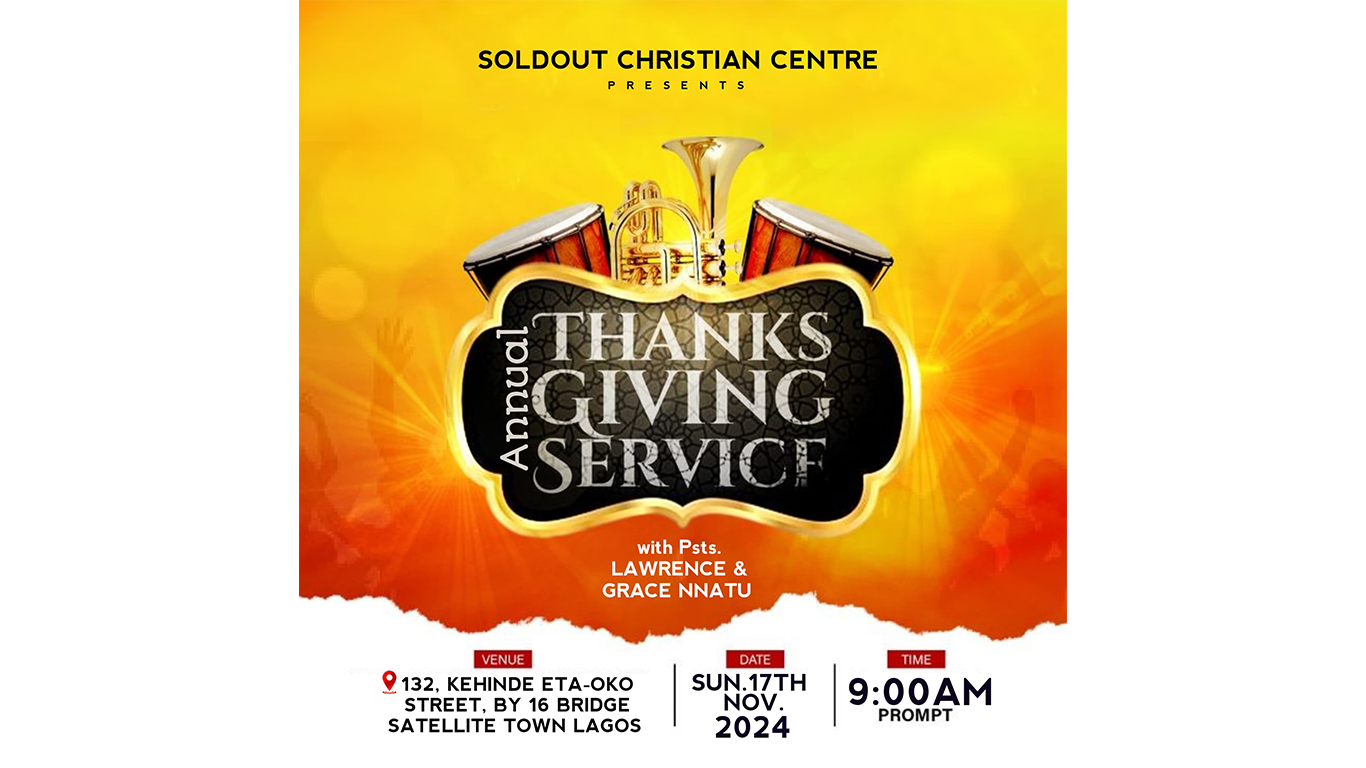 SOLDOUT CHRISTIAN CENTRE
PRESENTS
Annual
THANKS
GIVING
SERVICE
with Psts.
LAWRENCE &
GRACE NNATU
VENUE
132, KEHINDE ETA-OKO
STREET, BY 16 BRIDGE
SATELLITE TOWN LAGOS
DATE
SUN.17TH
NOV.
2024
TIME
9:00AM
PROMPT